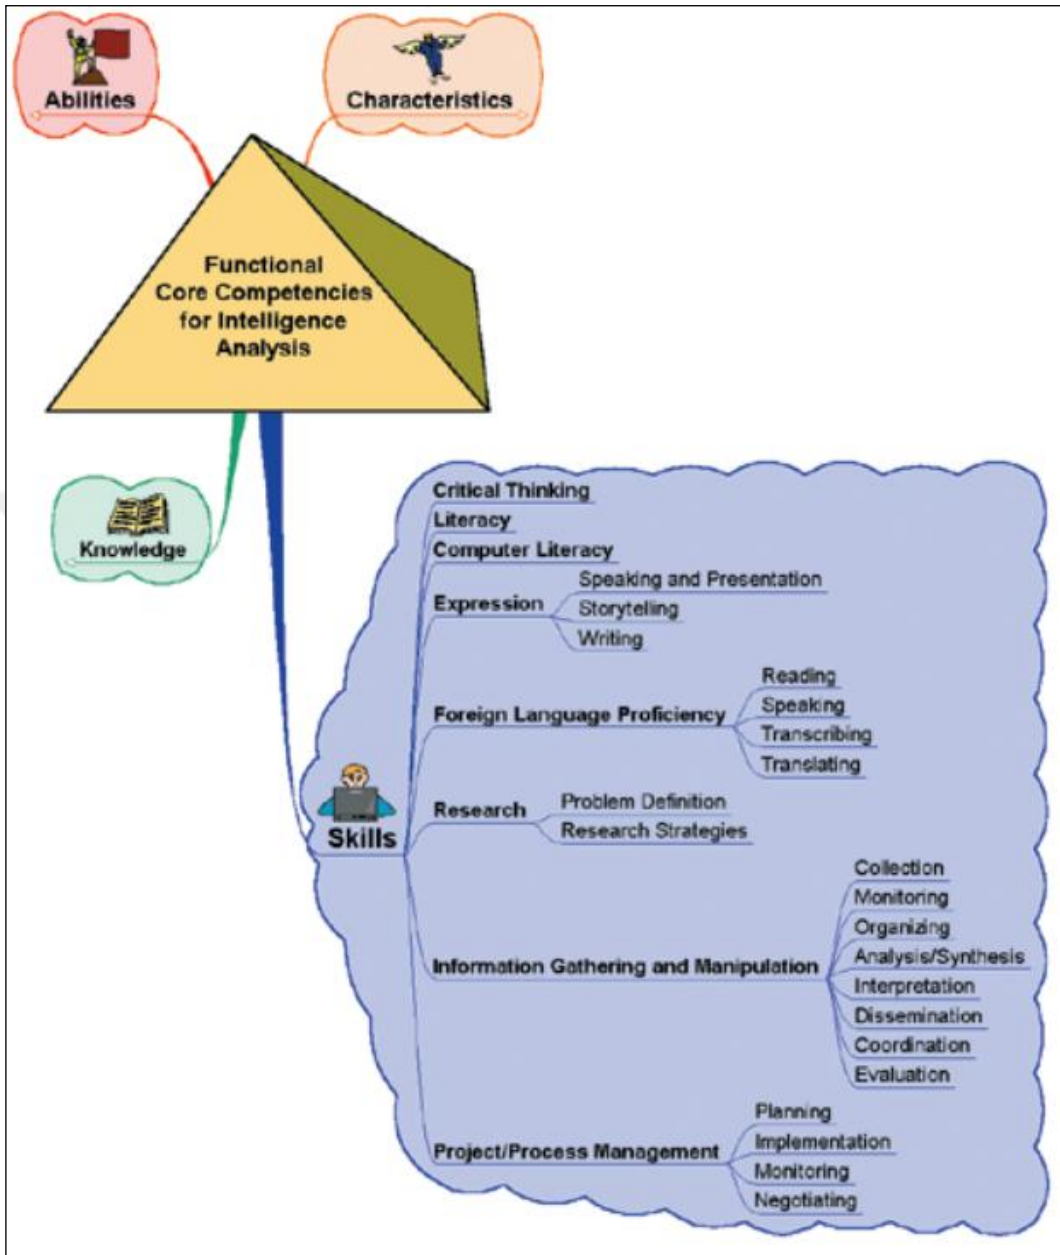 Abilities
Characteristics
Functional
Core Competencies
for Intelligence
Analysis
Knowledge
Skills
Critical Thinking
Literacy
Computer Literacy
Expression
Speaking and Presentation
Storytelling
Writing
Foreign Language Proficiency
Reading
Speaking
Transcribing
Translating
Research
Problem Definition
Research Strategies
Information Gathering and Manipulation
Collection
Monitoring
Organizing
Analysis/Synthesis
Interpretation
Dissemination
Coordination
Evaluation
Project/Process Management
Planning
Implementation
Monitoring
Negotiating